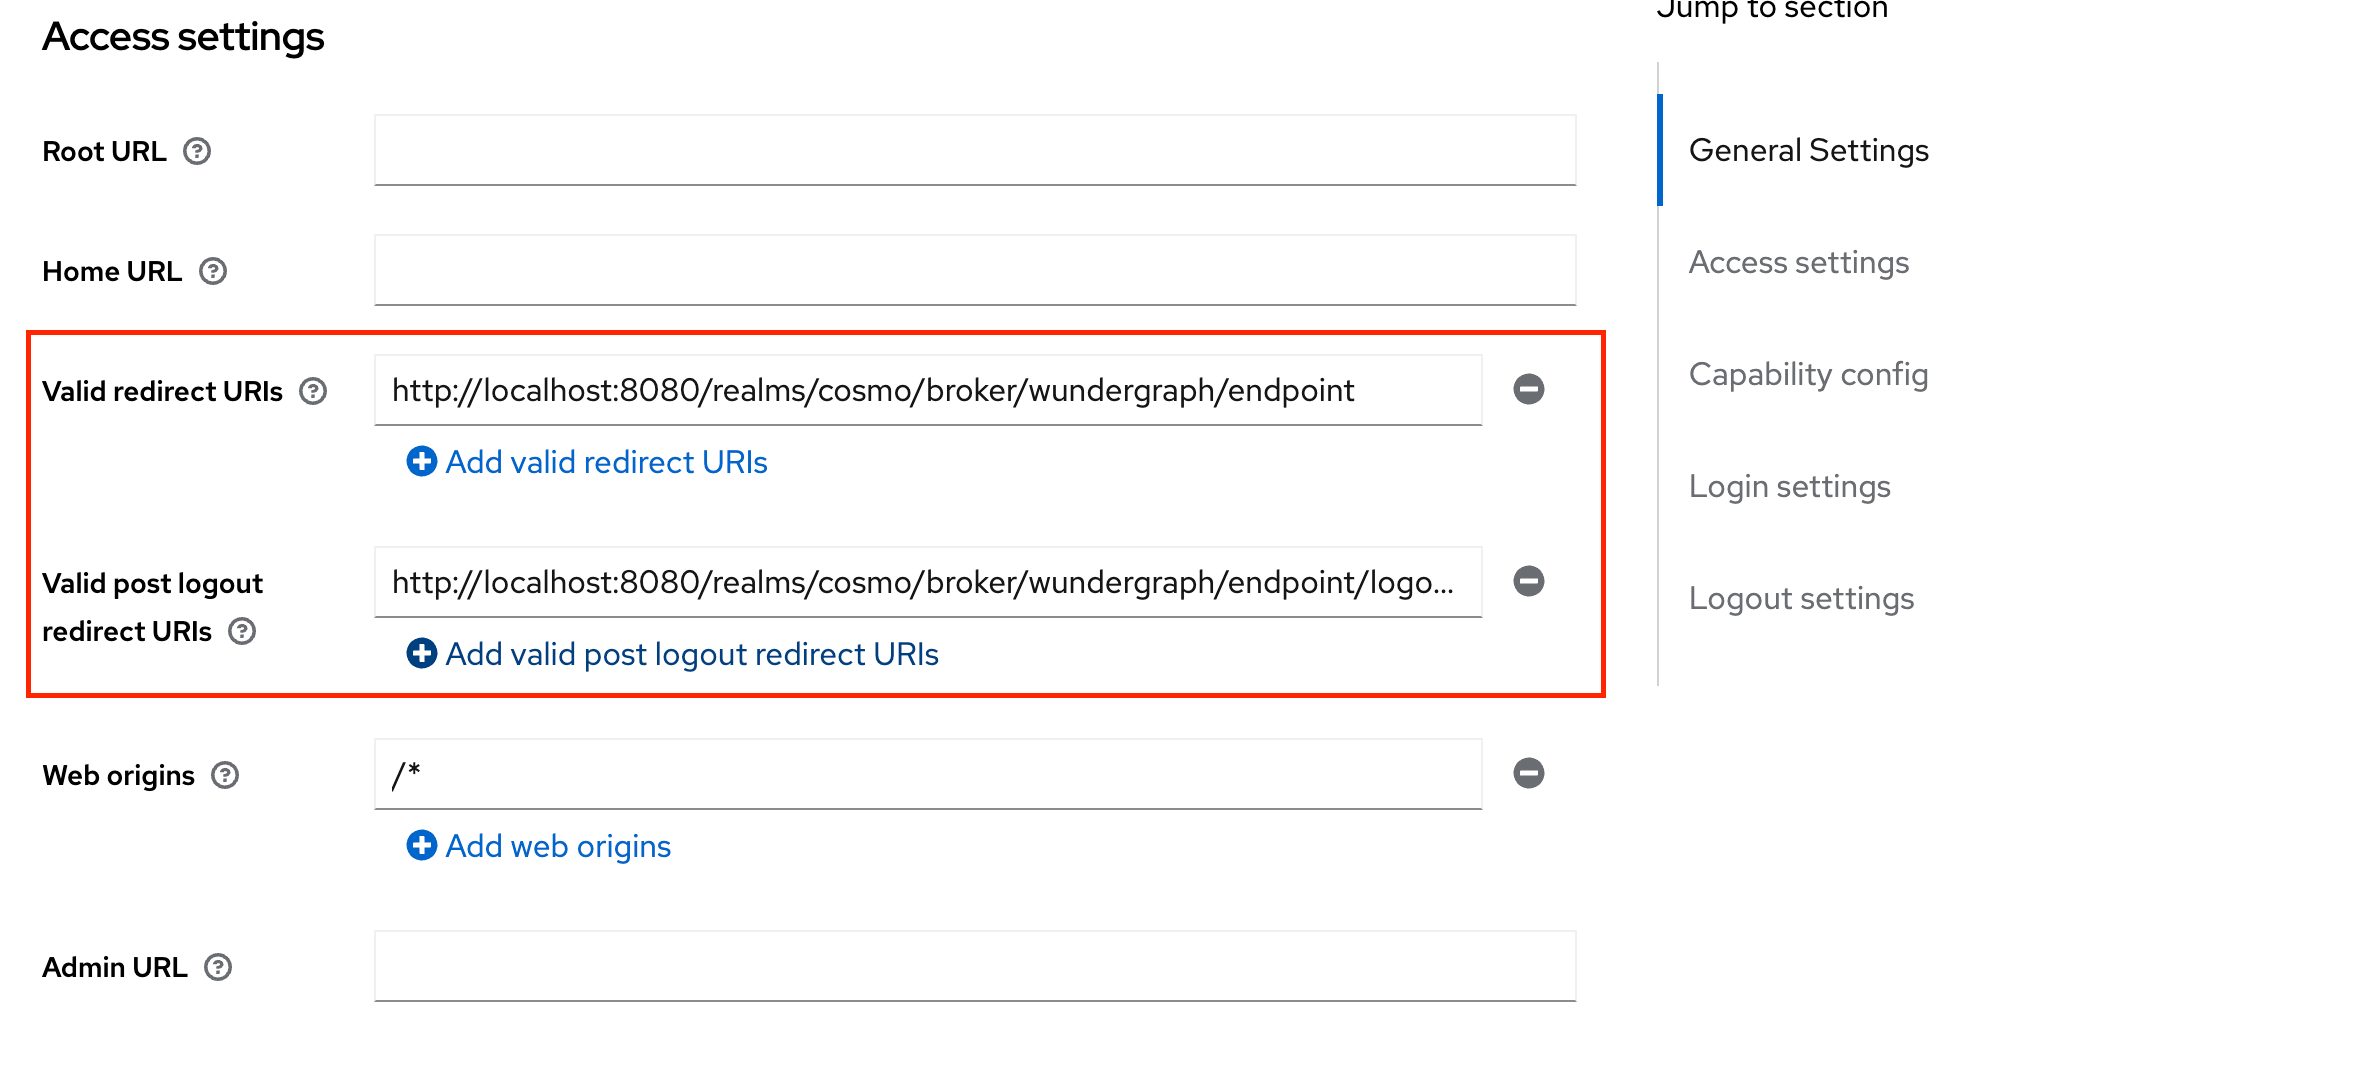 Access settings
Root URL
Home URL
Valid redirect URIs
http://localhost:8080/realms/cosmo/broker/wundergraph/endpoint
Add valid redirect URIs
Valid post logout
redirect URIs
http://localhost:8080/realms/cosmo/broker/wundergraph/endpoint/logo...
Add valid post logout redirect URIs
Web origins
/*
Add web origins
Admin URL
Jump to section
General Settings
Access settings
Capability config
Login settings
Logout settings